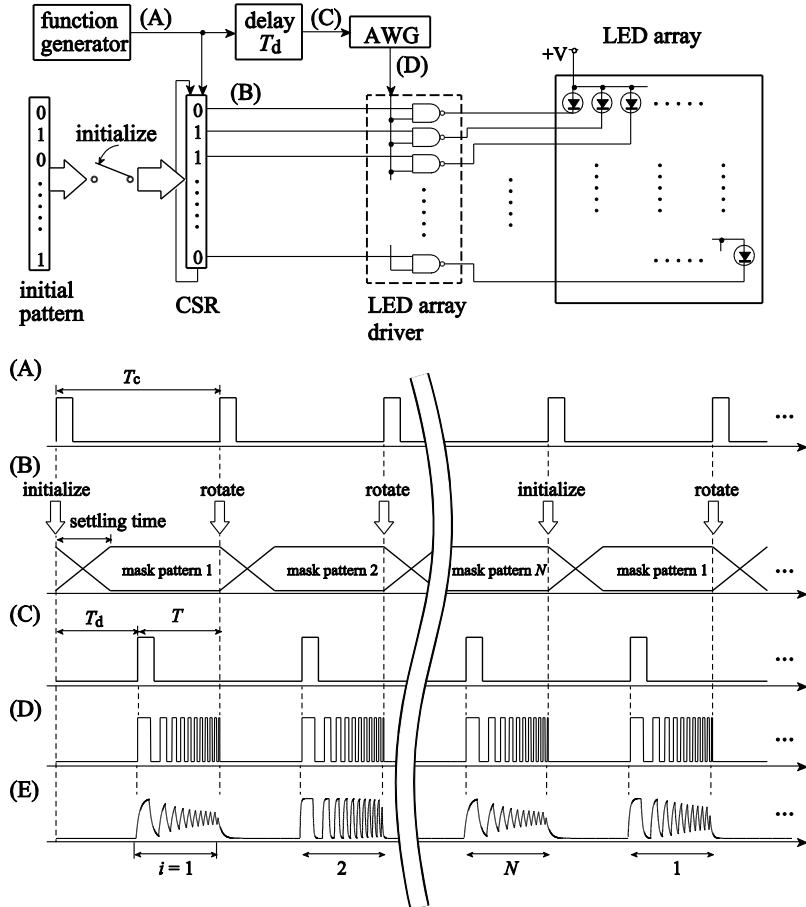 function
generator
(A)
delay
Td
(C)
AWG
(D)
LED array
+V
(B)
0
1
0
1
initialize
0
1
1
0
initial
pattern
CSR
LED array
driver
(A)
Tc
...
(B)
initialize
rotate
rotate
initialize
rotate
settling time
mask pattern 1
mask pattern 2
mask pattern N
mask pattern 1
...
(C)
Td
T
...
(D)
...
(E)
...
i = 1
2
N
1